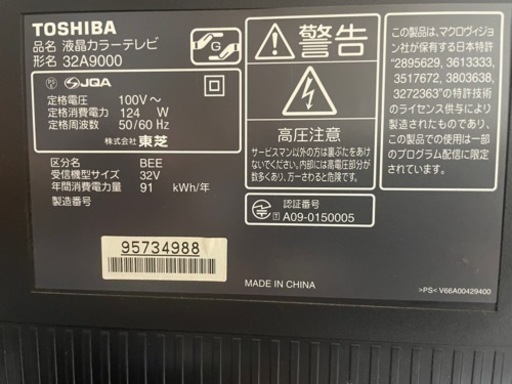 TOSHIBA
品名 液晶カラーテレビ
形名 32A9000
G
PS E JQA
定格電圧 100V～
定格消費電力 124 W
定格周波数 50/60 Hz
株式会社 東芝
区分名 BEE
受信機型サイズ 32V
年間消費電力量 91 kWh/年
製造番号
95734988
警告
高圧注意
サービスマン以外の方は裏ぶたをあけ
ないでください。内部には高電圧部分が
数多くあり、万一さわると危険です。
認証番号
T A09-0150005
MADE IN CHINA
この製品は、マクロヴィジョ
ン社が保有する日本特許
"2895629, 3613333,
3517672, 3803638,
3272363"の特許技術
のライセンス供与により
製造されたものであり、
この製品での使用は一部の
プログラム配信に限定さ
れています。
>PS< V66A00429400